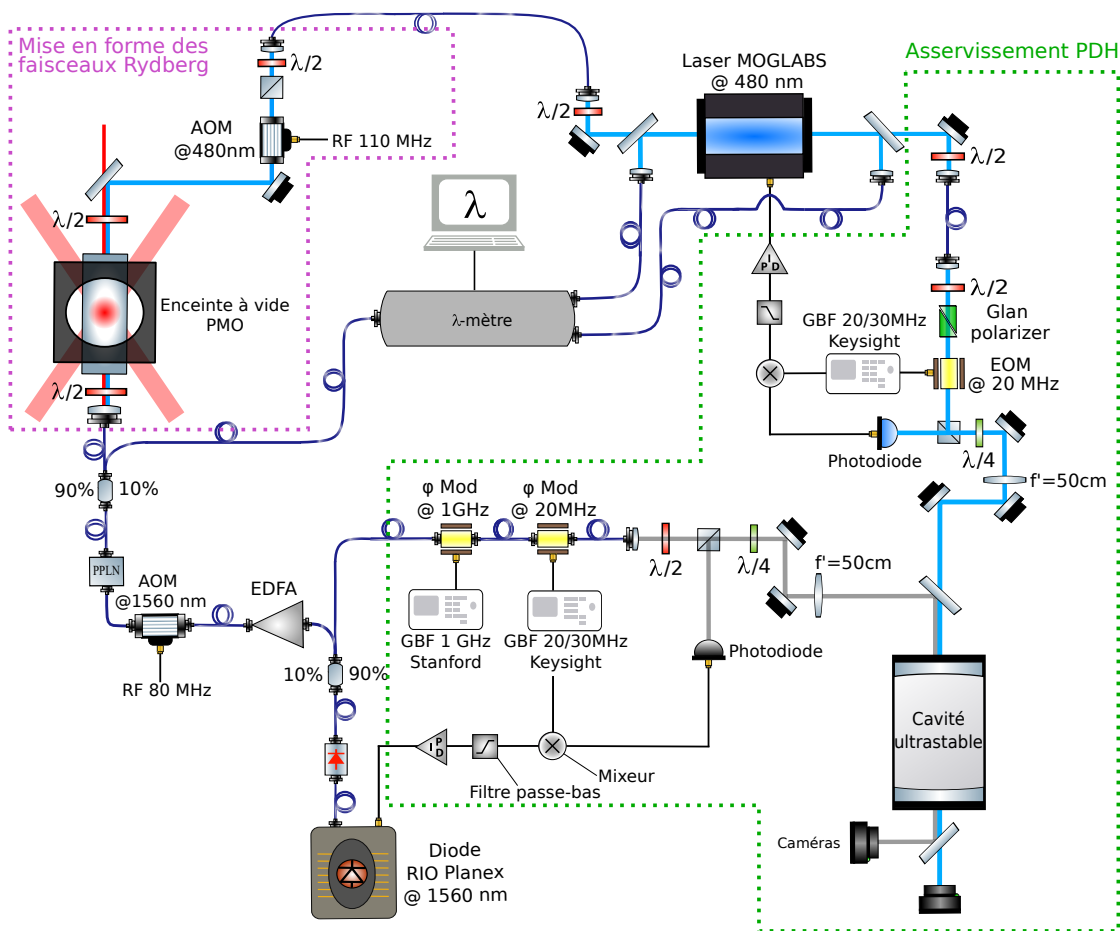 Mise en forme des
faisceaux Rydberg
λ/2
AOM
@480nm
RF 110 MHz
λ/2
Enceinte à vide
PMO
λ/2
λ
λ-mètre
λ/2
Laser MOGLABS
@ 480 nm
Asservissement PDH
λ/2
λ/2
Glan
polarizer
EOM
@ 20 MHz
GBF 20/30MHz
Keysight
P I D
Photodiode
λ/4
f'=50cm
90%
10%
PPLN
AOM
@1560 nm
RF 80 MHz
EDFA
10%
90%
φ Mod
@ 1GHz
φ Mod
@ 20MHz
GBF 1 GHz
Stanford
GBF 20/30MHz
Keysight
λ/2
λ/4
f'=50cm
Photodiode
I P D
Mixeur
Filtre passe-bas
Diode
RIO Planex
@ 1560 nm
Cavité
ultrastable
Caméras